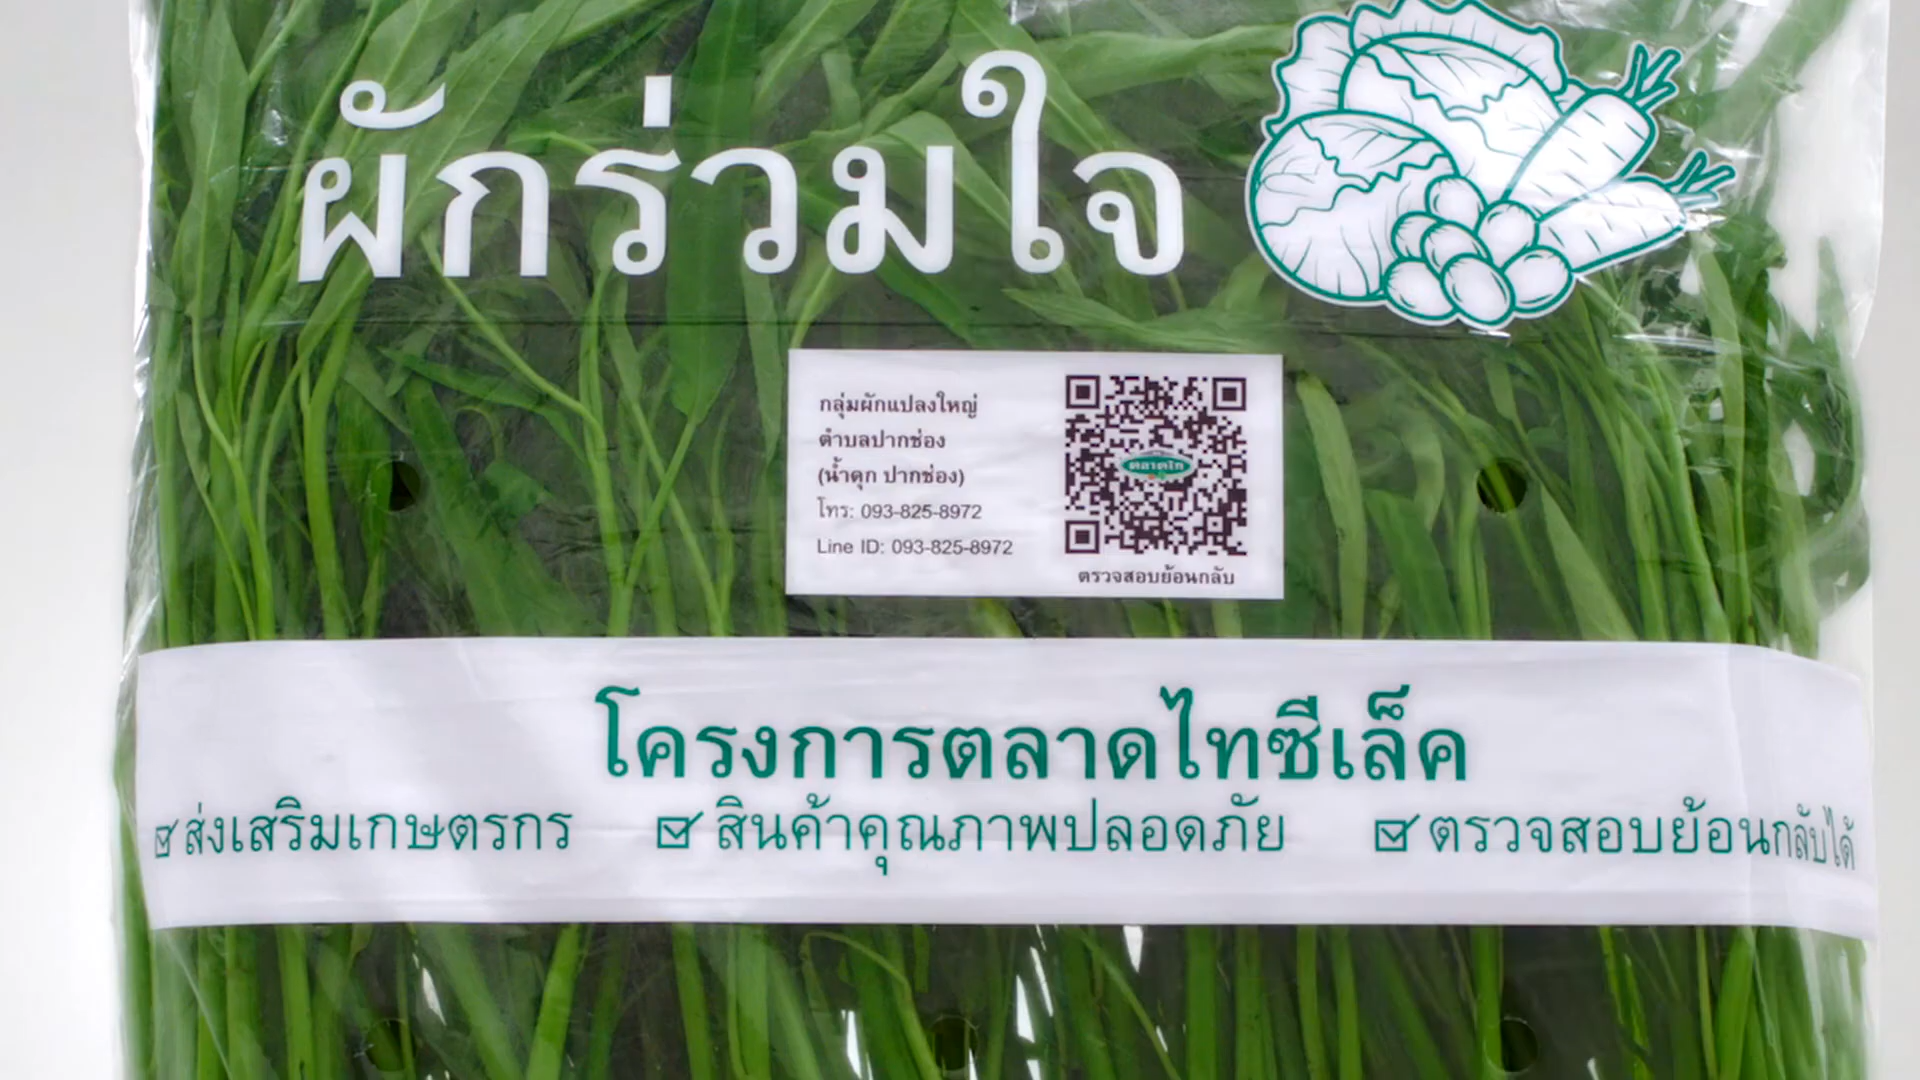 ผักร่วมใจ
กลุ่มผักแปลงใหญ่
ตำบลปากช่อง
(น้ำดุก ปากช่อง)
โทร: 093-825-8972
Line ID: 093-825-8972
ตลาดไท
ตรวจสอบย้อนกลับ
โครงการตลาดไทซีเล็ค
☑ ส่งเสริมเกษตรกร ☑ สินค้าคุณภาพปลอดภัย ☑ ตรวจสอบย้อนกลับได้